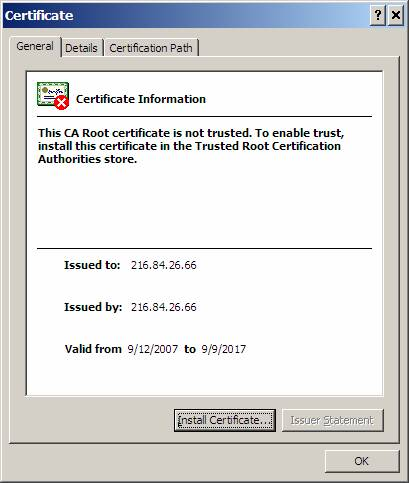 Certificate
General Details Certification Path
Certificate Information
This CA Root certificate is not trusted. To enable trust,
install this certificate in the Trusted Root Certification
Authorities store.
Issued to: 216.84.26.66
Issued by: 216.84.26.66
Valid from 9/12/2007 to 9/9/2017
Install Certificate... Issuer Statement
OK